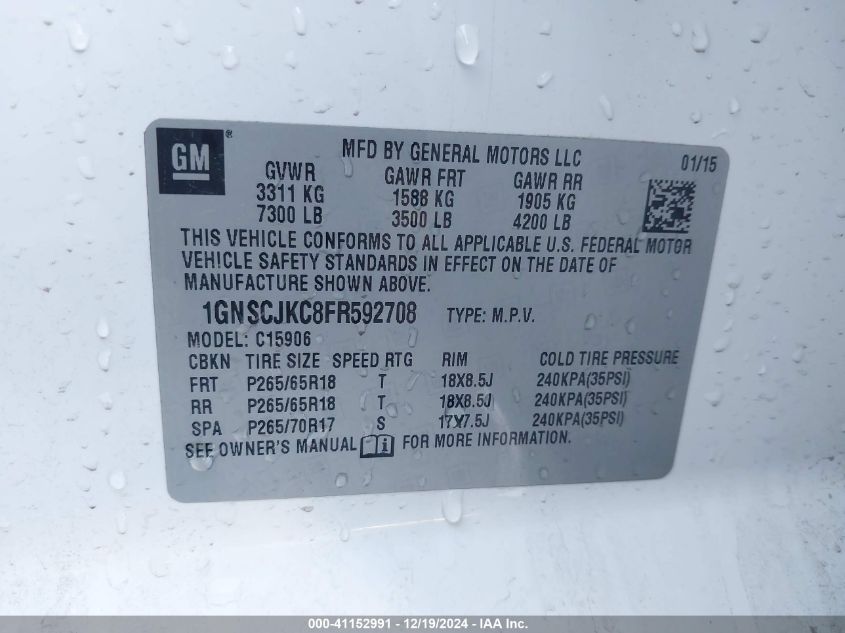 GM®
MFD BY GENERAL MOTORS LLC 01/15
GVWR GAWR FRT GAWR RR
3311 KG 1588 KG 1905 KG
7300 LB 3500 LB 4200 LB
THIS VEHICLE CONFORMS TO ALL APPLICABLE U.S. FEDERAL MOTOR
VEHICLE SAFETY STANDARDS IN EFFECT ON THE DATE OF
MANUFACTURE SHOWN ABOVE.
1GNSCJKC8FR592708 TYPE: M.P.V.
MODEL: C15906
CBKN TIRE SIZE SPEED RTG RIM COLD TIRE PRESSURE
FRT P265/65R18 T 18X8.5J 240KPA(35PSI)
RR P265/65R18 T 18X8.5J 240KPA(35PSI)
SPA P265/70R17 S 17X7.5J 240KPA(35PSI)
SEE OWNER'S MANUAL FOR MORE INFORMATION.
000-41152991 - 12/19/2024 - IAA Inc.